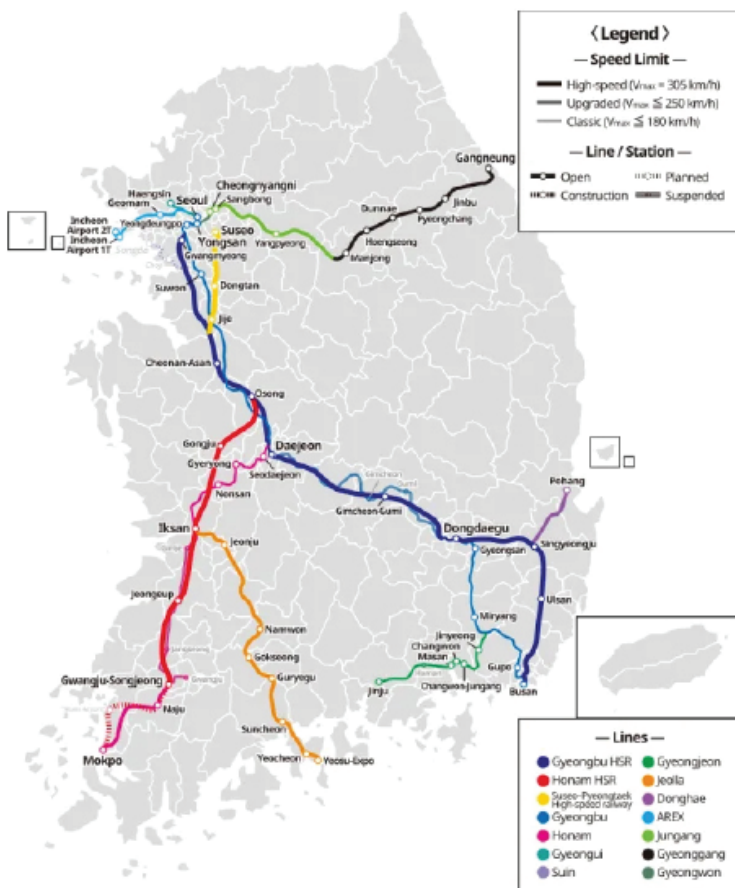 〈Legend〉
— Speed Limit —
High-speed (Vmax = 305 km/h)
Upgraded (Vmax ≦ 250 km/h)
Classic (Vmax ≦ 180 km/h)
— Line / Station —
Open
Planned
Construction
Suspended
Gangneung
Jinbu
Pyeongchang
Dunnae
Hoengseong
Manjong
Haengsin
Geomam
Seoul
Cheongnyangni
Sangbong
Yeongdeungpo
Incheon
Airport 2T
Incheon
Airport 1T
Songdo
Suseo
Yongsan
Gwangmyeong
Yangpyeong
Suwon
Dongtan
Jije
Cheonan-Asan
Osong
Gongju
Daejeon
Gyeryong
Seodaejeon
Nonsan
Gimcheon
Gumi
Gimcheon-Gumi
Pohang
Iksan
Jeonju
Dongdaegu
Gyeongsan
Singyeongju
Jeongeup
Ulsan
Miryang
Namwon
Jinyeong
Changwon
Masan
Gokseong
Gwangju-Songjeong
Guryegu
Gupo
Jinju
Changwon-Jungang
Busan
Naju
Suncheon
Mokpo
Yeocheon
Yeosu-Expo
— Lines —
Gyeongbu HSR
Honam HSR
Suseo-Pyeongtaek
High-speed railway
Gyeongbu
Honam
Gyeongui
Suin
Gyeongjeon
Jeolla
Donghae
AREX
Jungang
Gyeonggang
Gyeongwon